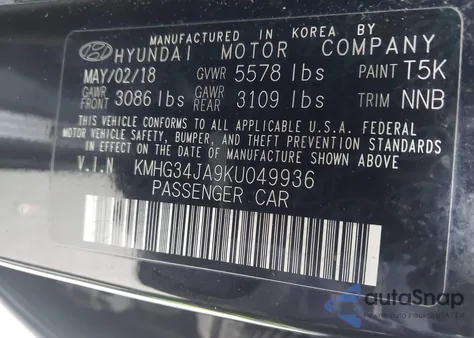 MANUFACTURED IN KOREA BY
HYUNDAI MOTOR COMPANY
MAY/02/18 GVWR 5578 lbs PAINT T5K
GAWR FRONT 3086 lbs GAWR REAR 3109 lbs TRIM NNB
THIS VEHICLE CONFORMS TO ALL APPLICABLE U.S.A. FEDERAL
MOTOR VEHICLE SAFETY, BUMPER, AND THEFT PREVENTION STANDARDS
IN EFFECT ON THE DATE OF MANUFACTURE SHOWN ABOVE.
V.I.N KMHG34JA9KU049936
PASSENGER CAR
autoSnap